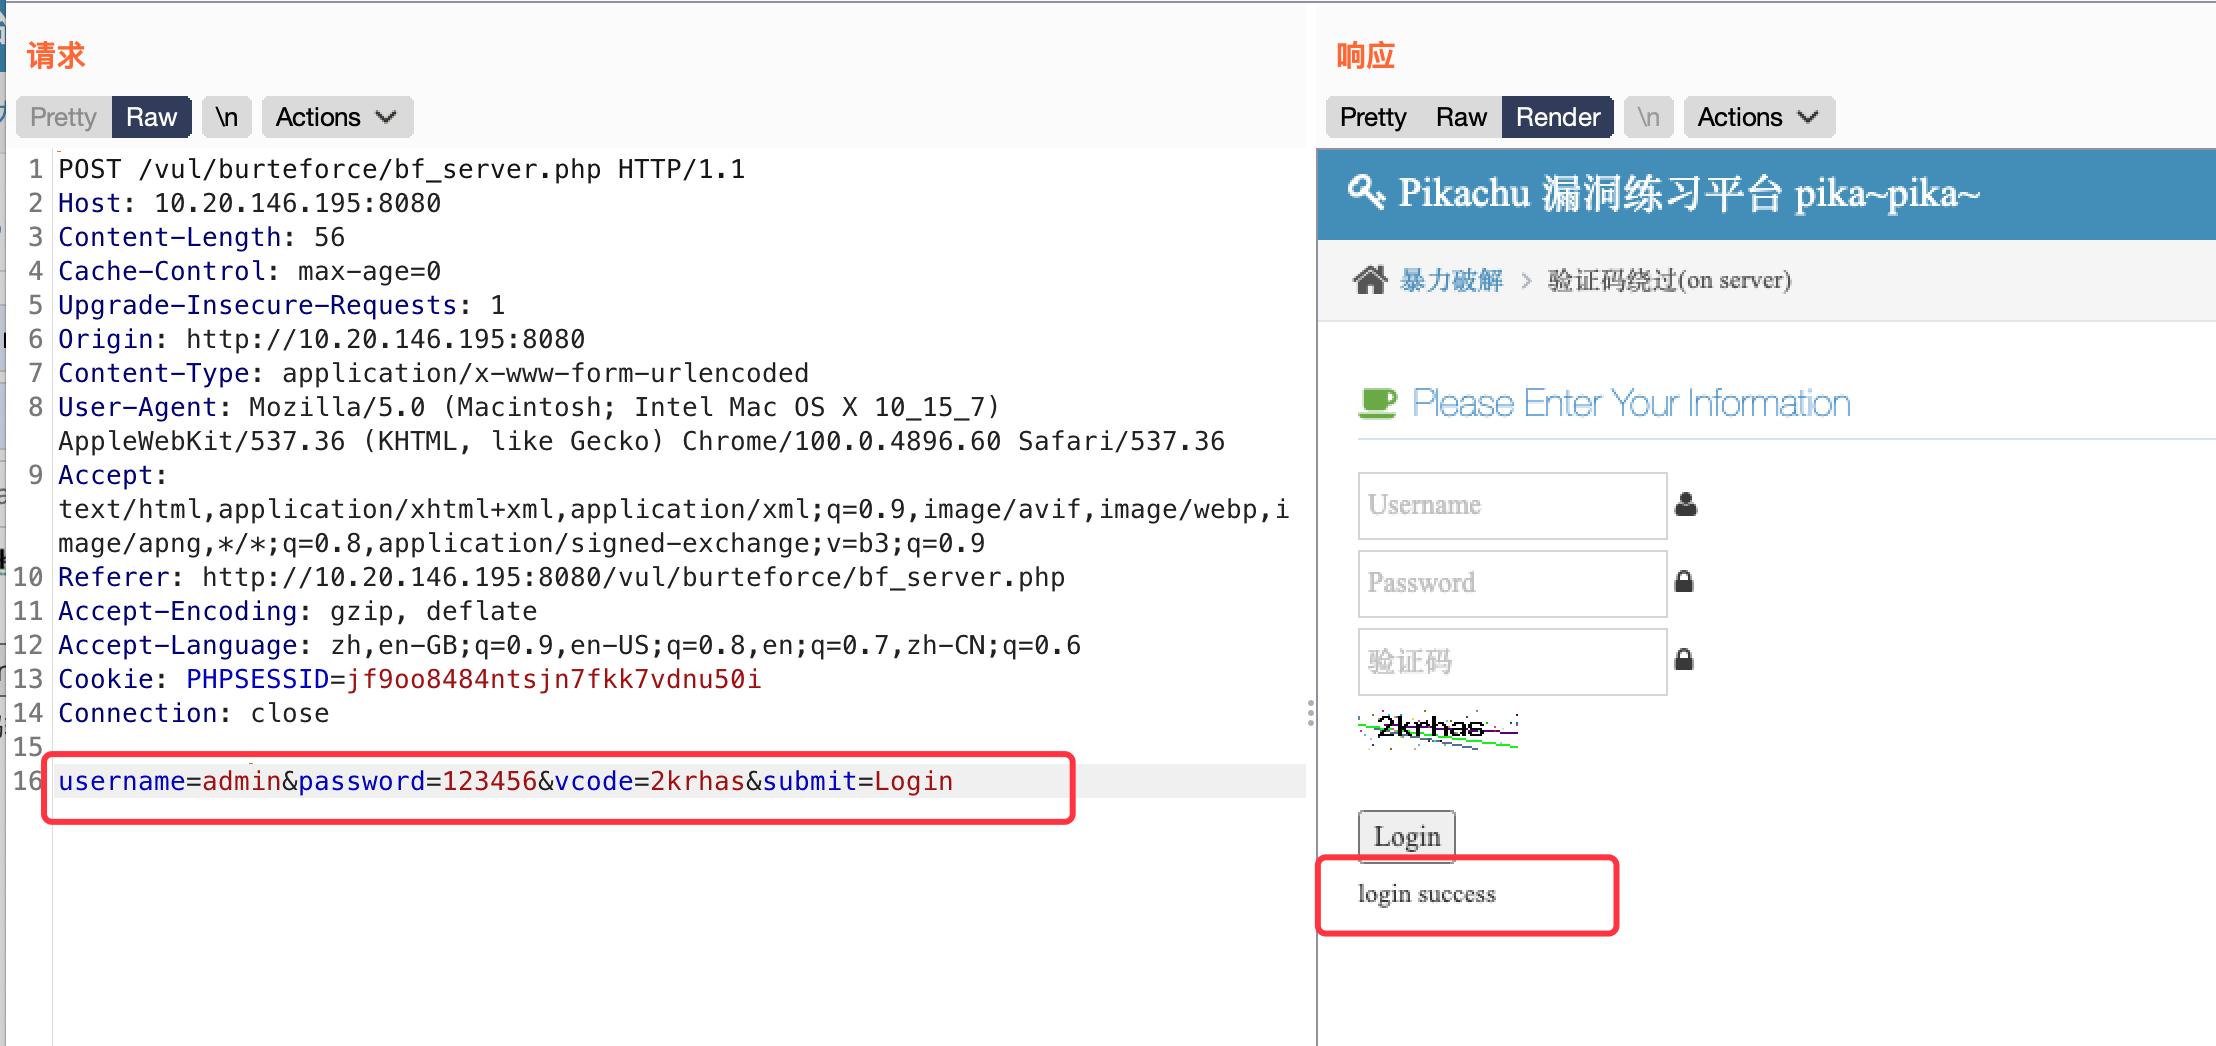 请求
Pretty Raw \n Actions
1 POST /vul/burteforce/bf_server.php HTTP/1.1
2 Host: 10.20.146.195:8080
3 Content-Length: 56
4 Cache-Control: max-age=0
5 Upgrade-Insecure-Requests: 1
6 Origin: http://10.20.146.195:8080
7 Content-Type: application/x-www-form-urlencoded
8 User-Agent: Mozilla/5.0 (Macintosh; Intel Mac OS X 10_15_7)
AppleWebKit/537.36 (KHTML, like Gecko) Chrome/100.0.4896.60 Safari/537.36
9 Accept:
text/html,application/xhtml+xml,application/xml;q=0.9,image/avif,image/webp,i
mage/apng,*/*;q=0.8,application/signed-exchange;v=b3;q=0.9
10 Referer: http://10.20.146.195:8080/vul/burteforce/bf_server.php
11 Accept-Encoding: gzip, deflate
12 Accept-Language: zh,en-GB;q=0.9,en-US;q=0.8,en;q=0.7,zh-CN;q=0.6
13 Cookie: PHPSESSID=jf9oo8484ntsjn7fkk7vdnu50i
14 Connection: close
15
16 username=admin&password=123456&vcode=2krhas&submit=Login
响应
Pretty Raw Render \n Actions
Pikachu 漏洞练习平台 pika~pika~
暴力破解 > 验证码绕过(on server)
Please Enter Your Information
Username
Password
验证码
2krhas
Login
login success